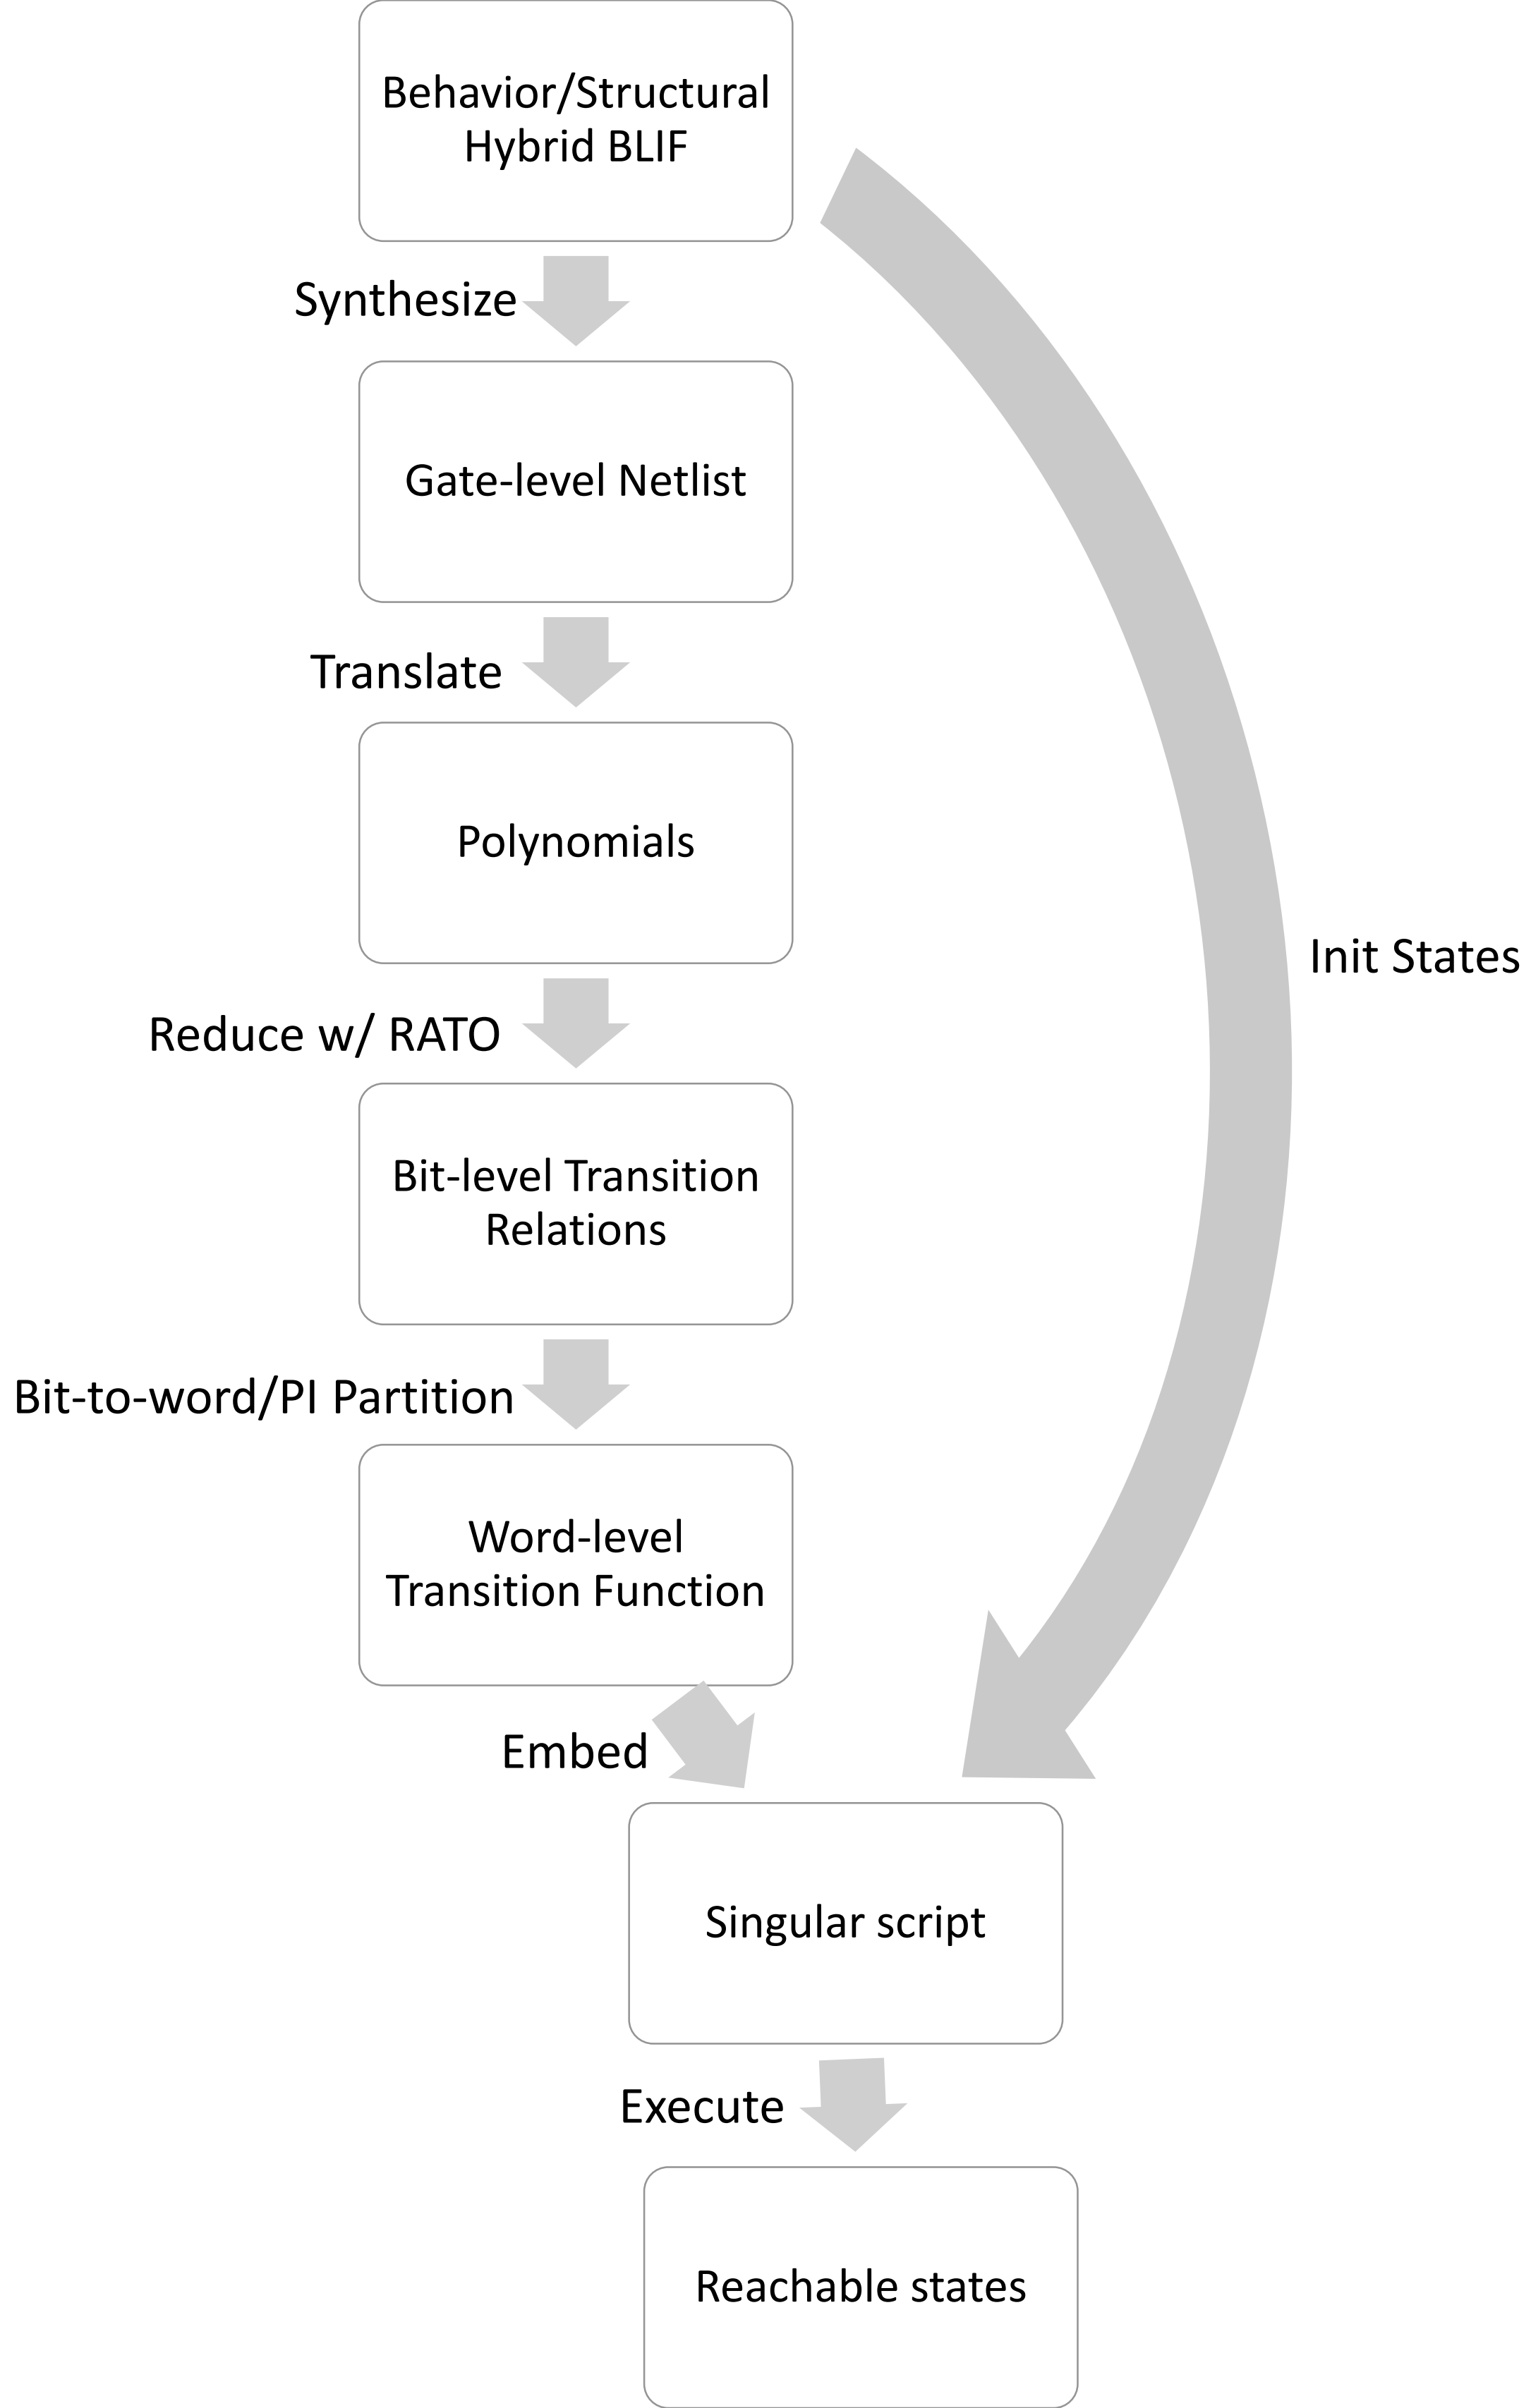 Behavior/Structural
Hybrid BLIF
Synthesize
Gate-level Netlist
Translate
Polynomials
Init States
Reduce w/ RATO
Bit-level Transition
Relations
Bit-to-word/PI Partition
Word-level
Transition Function
Embed
Singular script
Execute
Reachable states